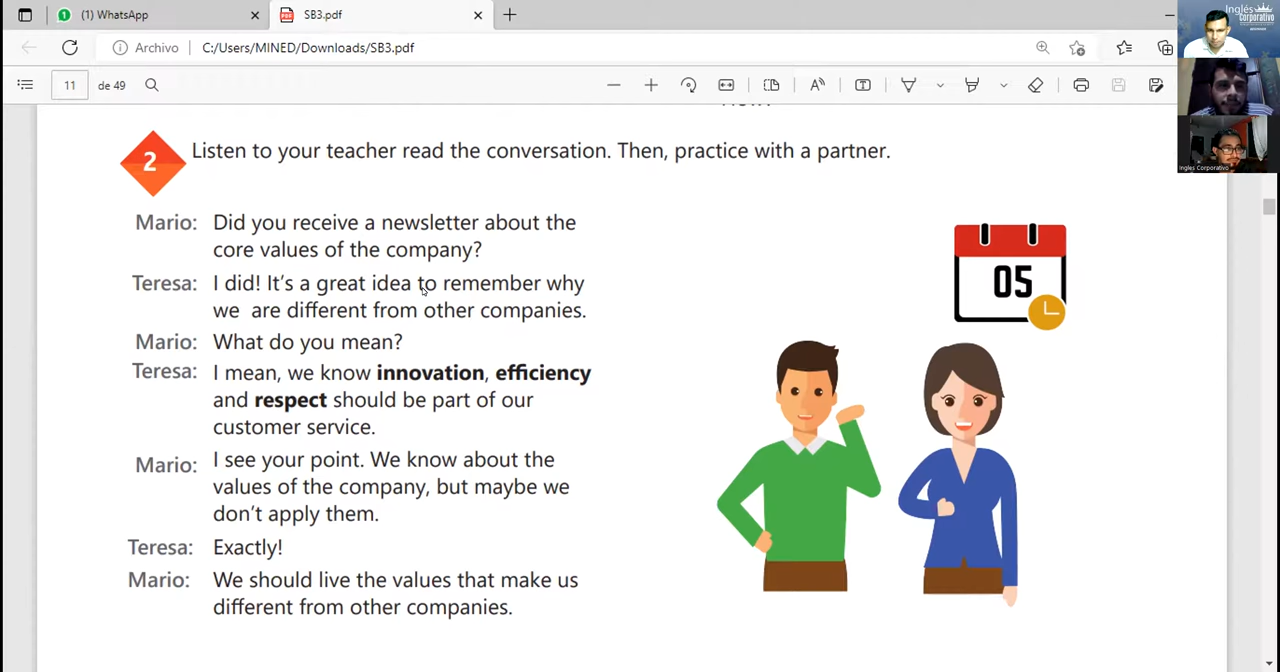 (1) WhatsApp
SB3.pdf
Archivo
C:/Users/MINED/Downloads/SB3.pdf
11
de 49
2
Listen to your teacher read the conversation. Then, practice with a partner.
Mario: Did you receive a newsletter about the
core values of the company?
Teresa: I did! It's a great idea to remember why
we are different from other companies.
Mario: What do you mean?
Teresa: I mean, we know innovation, efficiency
and respect should be part of our
customer service.
Mario: I see your point. We know about the
values of the company, but maybe we
don't apply them.
Teresa: Exactly!
Mario: We should live the values that make us
different from other companies.
05
Inglés
Corporativo
Inglés Corporativo